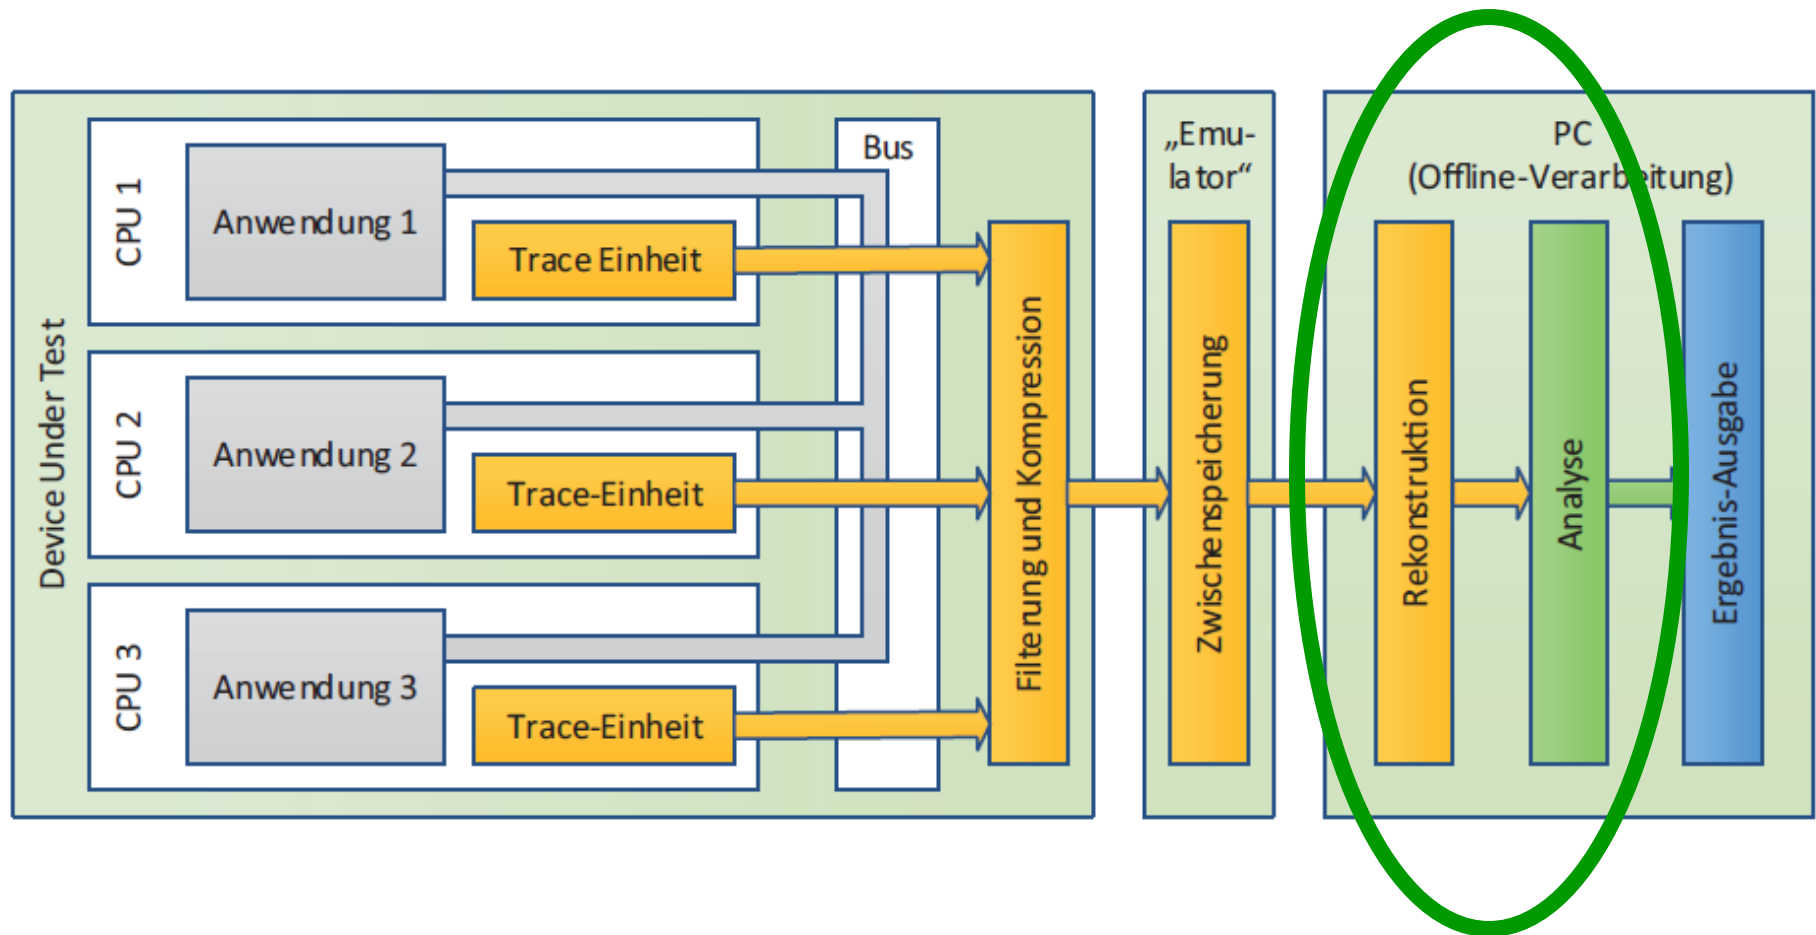 Device Under Test
CPU 1
Anwendung 1
Trace Einheit
CPU 2
Anwendung 2
Trace-Einheit
CPU 3
Anwendung 3
Trace-Einheit
Bus
Filterung und Kompression
„Emu-
lator“
Zwischenspeicherung
PC
(Offline-Verarbeitung)
Rekonstruktion
Analyse
Ergebnis-Ausgabe